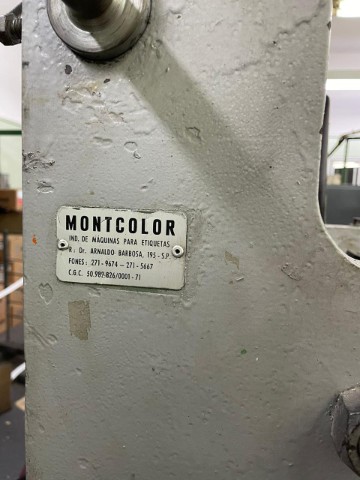 MONTCOLOR
IND. DE MÁQUINAS PARA ETIQUETAS
R: Dr. ARNALDO BARBOSA, 193 - S.P.
FONES: 271-9674 - 271-5667
C.G.C. 50.989-826/0001-71